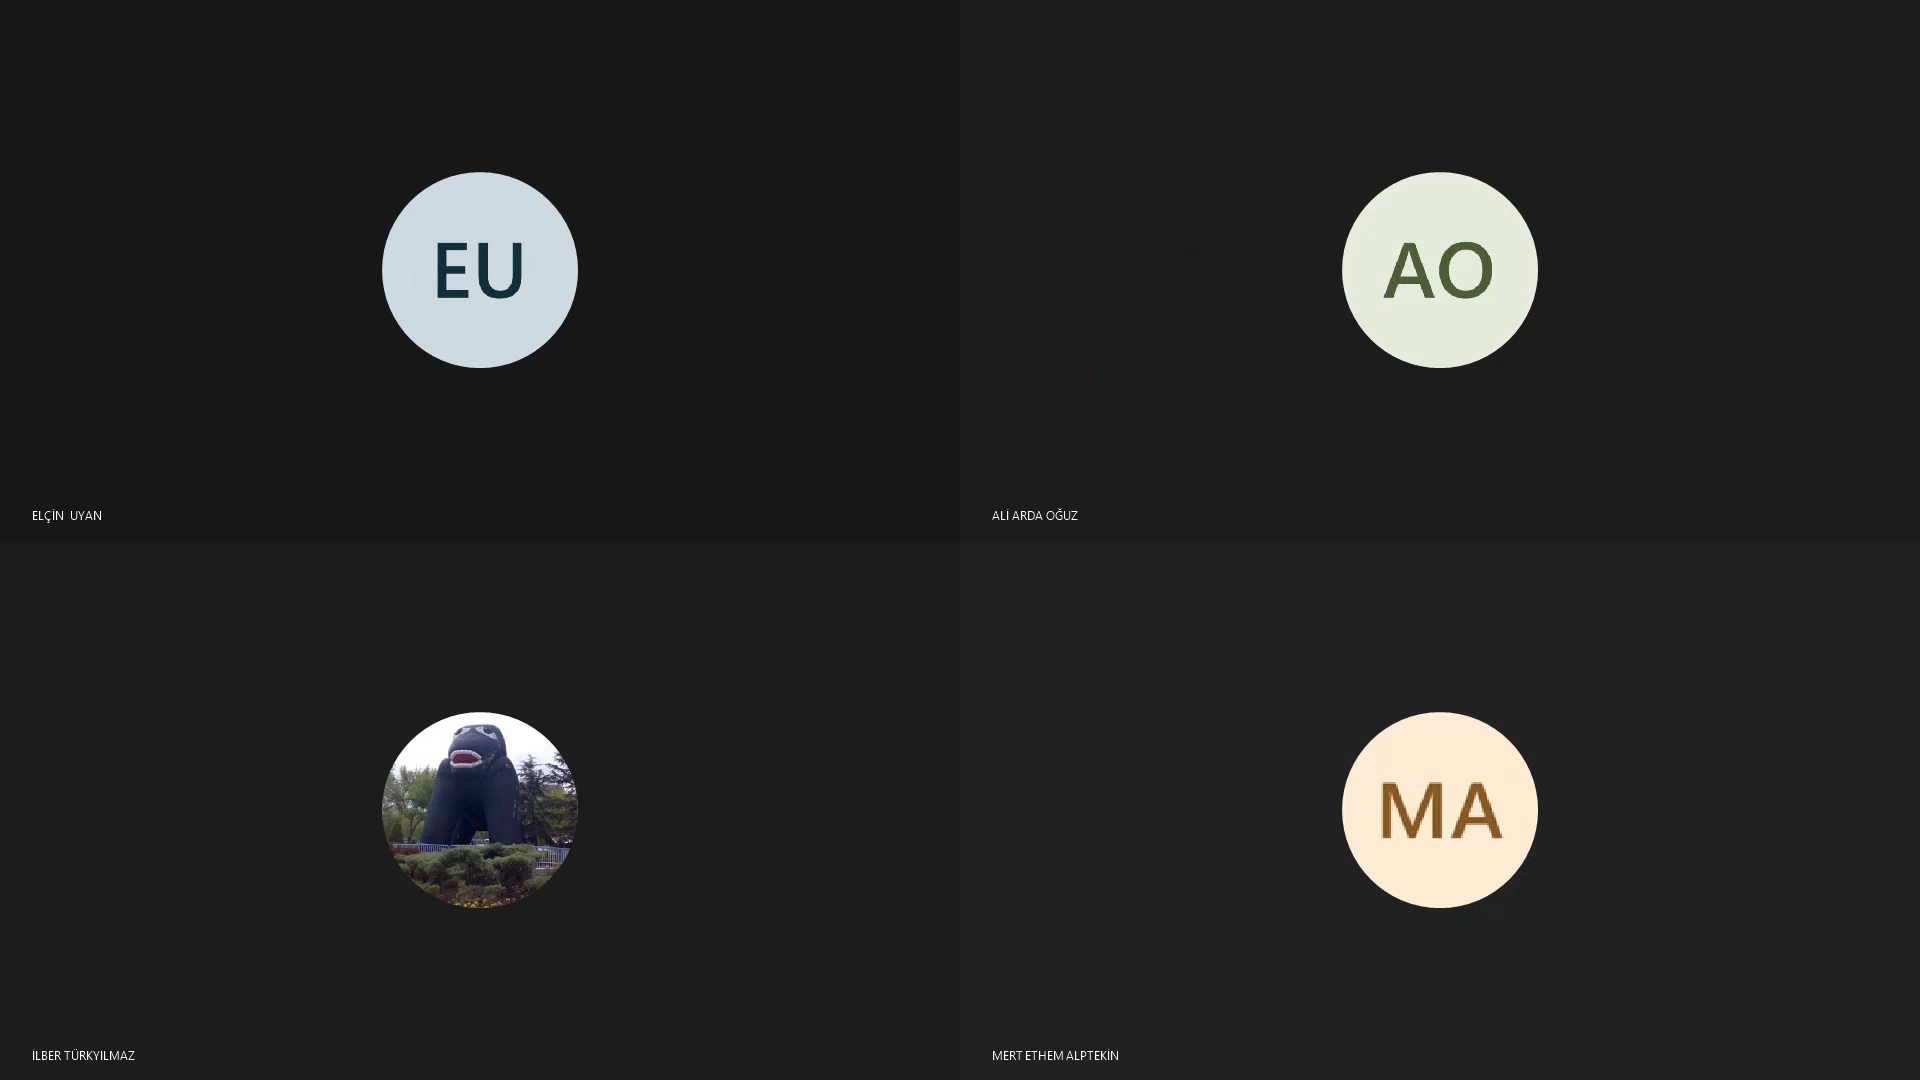 EU
AO
ELÇİN  UYAN
ALİ ARDA OĞUZ
MA
İLBER TÜRKYILMAZ
MERT ETHEM ALPTEKİN